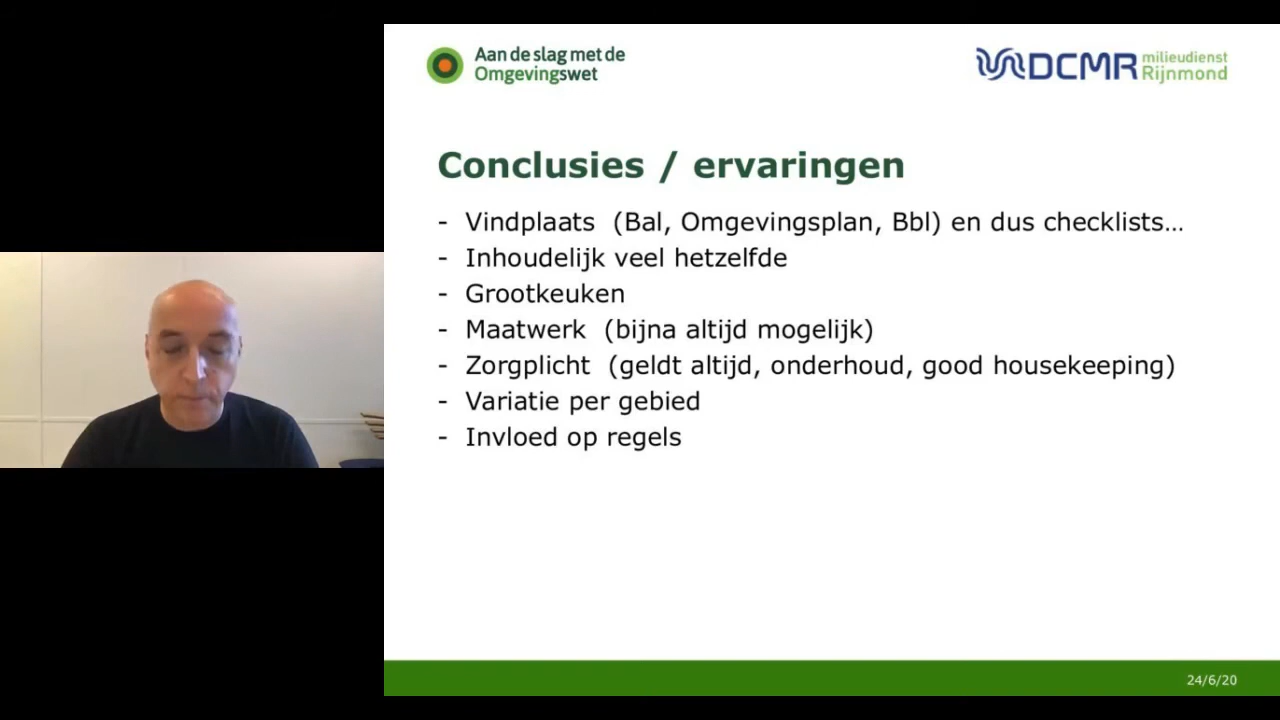 Aan de slag met de
Omgevingswet
DCMR milieudienst
Rijnmond
Conclusies / ervaringen
- Vindplaats (Bal, Omgevingsplan, Bbl) en dus checklists…
- Inhoudelijk veel hetzelfde
- Grootkeuken
- Maatwerk (bijna altijd mogelijk)
- Zorgplicht (geldt altijd, onderhoud, good housekeeping)
- Variatie per gebied
- Invloed op regels
24/6/20